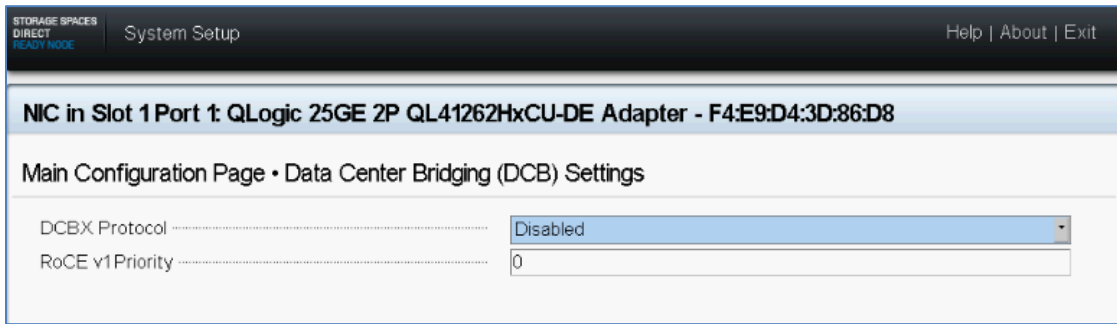 STORAGE SPACES
DIRECT
READY NODE
System Setup
Help | About | Exit
NIC in Slot 1 Port 1: QLogic 25GE 2P QL41262HxCU-DE Adapter - F4:E9:D4:3D:86:D8
Main Configuration Page • Data Center Bridging (DCB) Settings
DCBX Protocol Disabled
RoCE v1 Priority 0